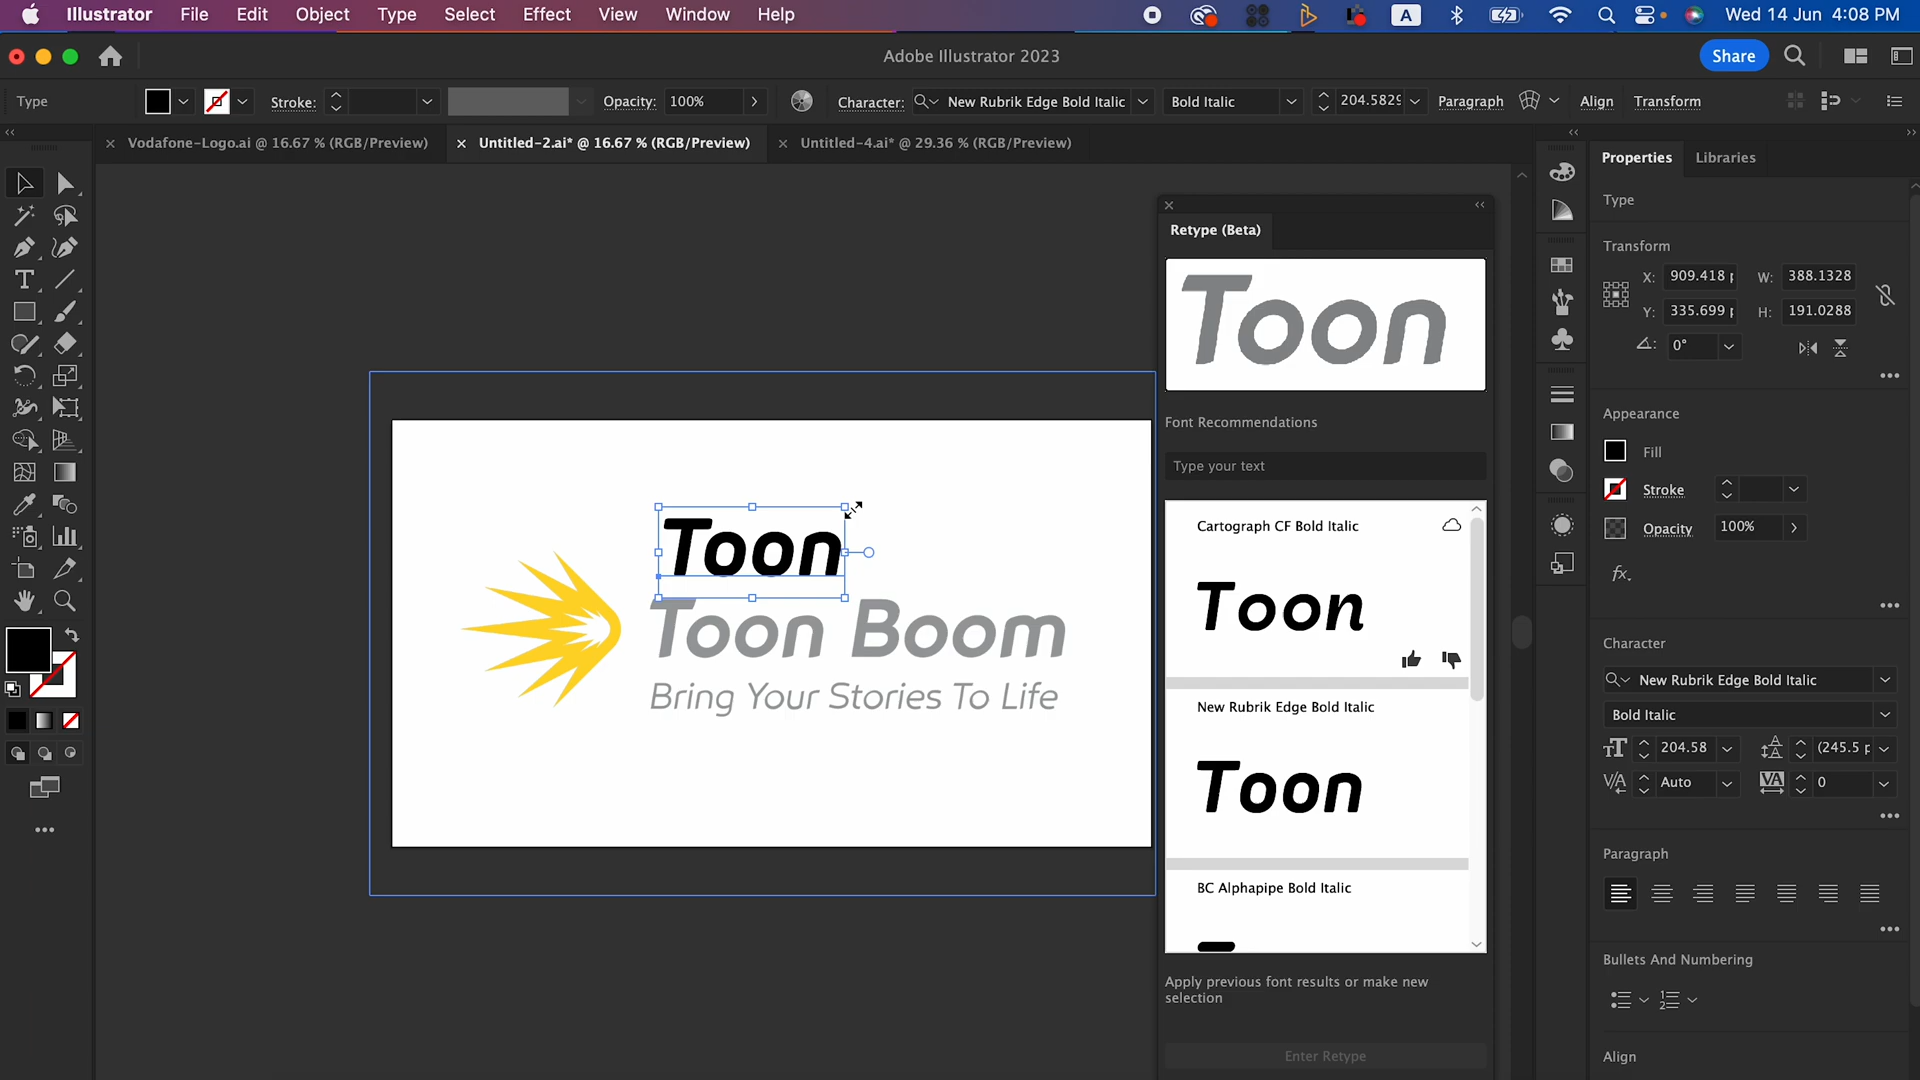 Illustrator File Edit Object Type Select Effect View Window Help A Wed 14 Jun 4:08 PM
Adobe Illustrator 2023 Share
Type Stroke: Opacity: 100% Character: New Rubrik Edge Bold Italic Bold Italic 204.5829 Paragraph Align Transform
Vodafone-Logo.ai @ 16.67 % (RGB/Preview) Untitled-2.ai* @ 16.67 % (RGB/Preview) Untitled-4.ai* @ 29.36 % (RGB/Preview)
Properties Libraries
Type
Retype (Beta)
Transform
X: 909.418 W: 388.1328
Y: 335.699 H: 191.0288
0°
Toon
Appearance
Font Recommendations
Fill
Type your text
Stroke
Cartograph CF Bold Italic
Opacity 100%
Toon
fx.
Toon
Toon Boom
Bring Your Stories To Life
Character
New Rubrik Edge Bold Italic
New Rubrik Edge Bold Italic
Bold Italic
204.58 (245.5 p
Auto 0
Toon
Paragraph
BC Alphapipe Bold Italic
Bullets And Numbering
Apply previous font results or make new
selection
Enter Retype
Align